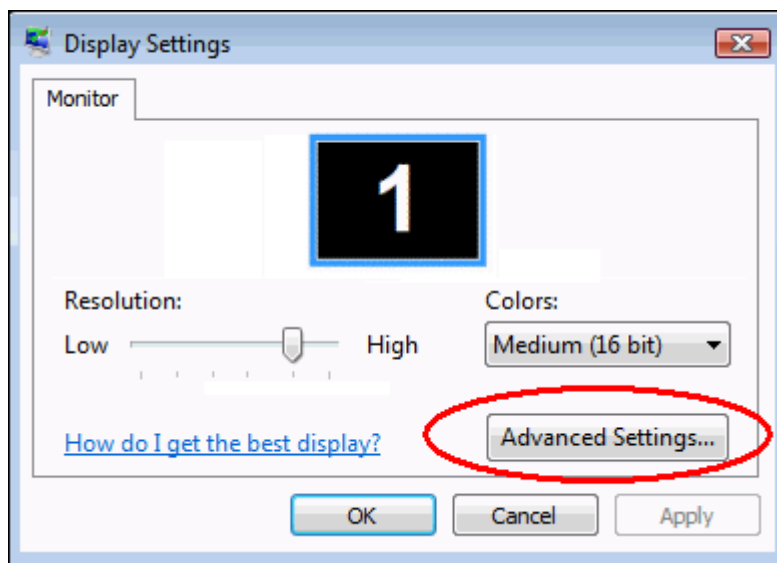 Display Settings
Monitor
1
Resolution:
Low
High
Colors:
Medium (16 bit)
How do I get the best display?
Advanced Settings...
OK
Cancel
Apply